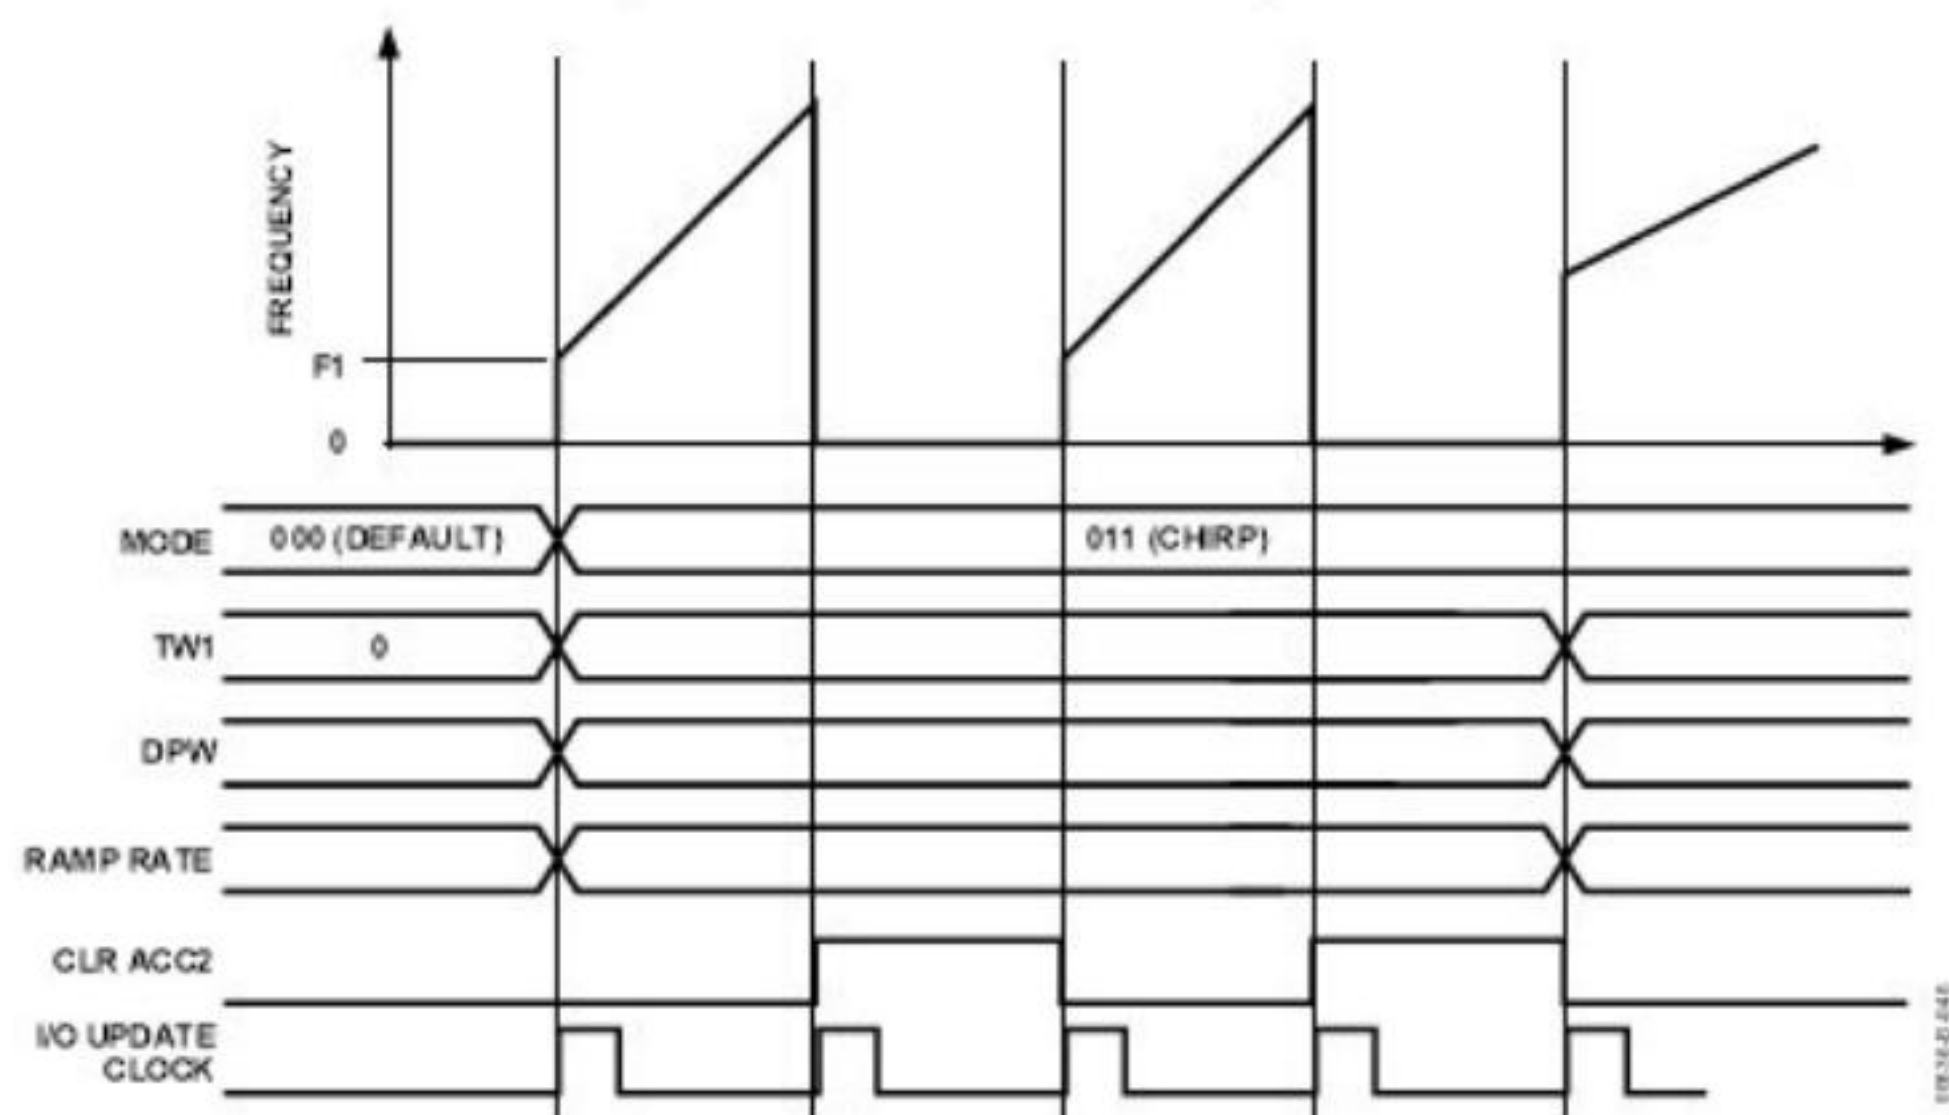 FREQUENCY
F1
0
MODE
000 (DEFAULT)
011 (CHIRP)
TW1
0
DPW
RAMP RATE
CLR ACC2
I/O UPDATE
CLOCK